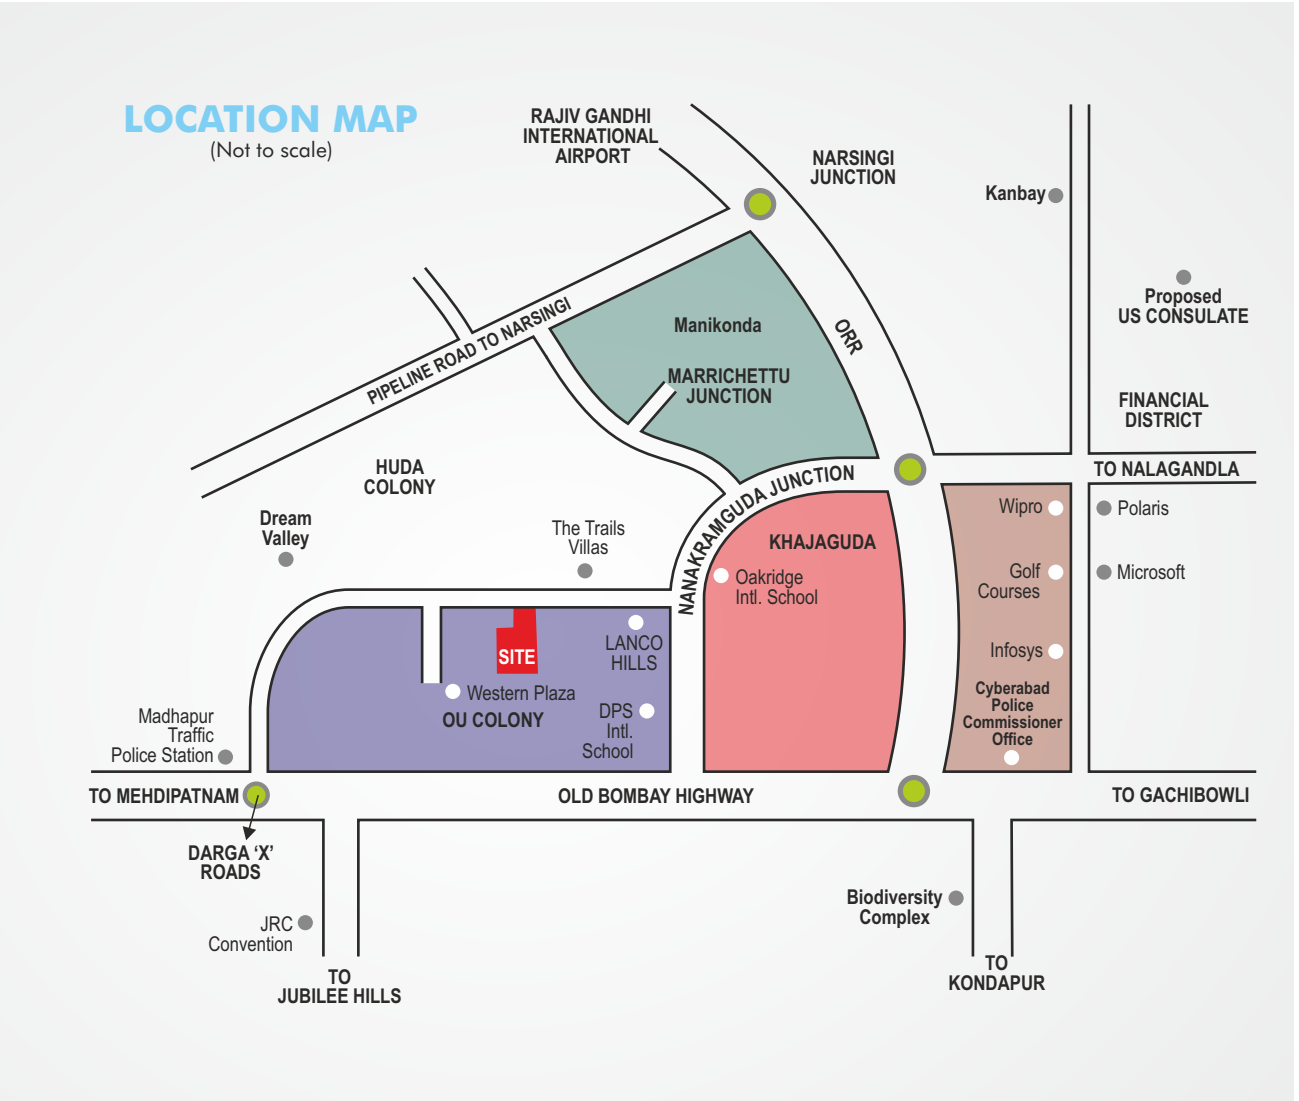 LOCATION MAP
(Not to scale)
RAJIV GANDHI
INTERNATIONAL
AIRPORT
NARSINGI
JUNCTION
Kanbay
Proposed
US CONSULATE
PIPELINE ROAD TO NARSINGI
Manikonda
ORR
MARRICHETTU
JUNCTION
FINANCIAL
DISTRICT
HUDA
COLONY
NANAKRAMGUDA JUNCTION
TO NALAGANDLA
Dream
Valley
The Trails
Villas
KHAJAGUDA
Oakridge
Intl. School
Wipro
Polaris
Golf
Courses
Microsoft
Infosys
Cyberabad
Police
Commissioner
Office
LANCO
HILLS
SITE
Western Plaza
OU COLONY
DPS
Intl.
School
Madhapur
Traffic
Police Station
TO MEHDIPATNAM
OLD BOMBAY HIGHWAY
TO GACHIBOWLI
DARGA ‘X’
ROADS
JRC
Convention
Biodiversity
Complex
TO
JUBILEE HILLS
TO
KONDAPUR